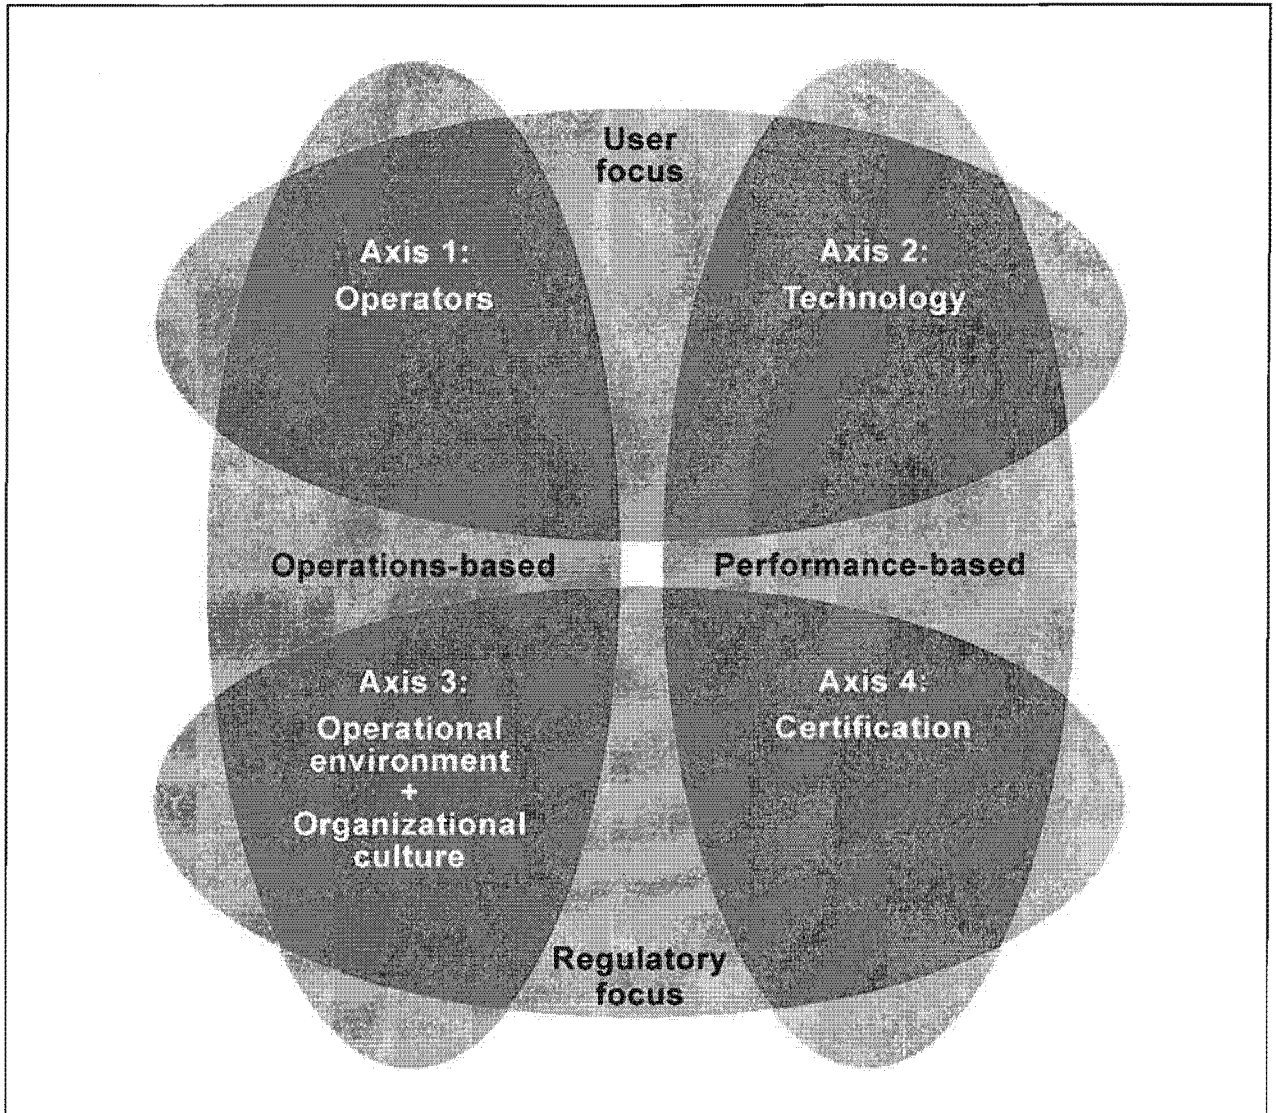 User
focus
Axis 1:
Operators
Axis 2:
Technology
Operations-based
Performance-based
Axis 3:
Operational
environment
+
Organizational
culture
Axis 4:
Certification
Regulatory
focus